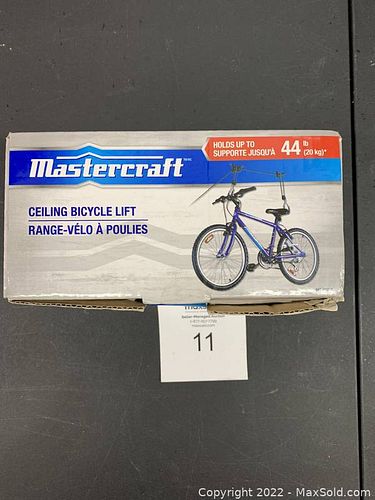 Mastercraft
HOLDS UP TO
SUPPORTE JUSQU'À
44 lb
(20 kg)*
CEILING BICYCLE LIFT
RANGE-VÉLO À POULIES
11
Copyright © 2022 - MaxSold.com